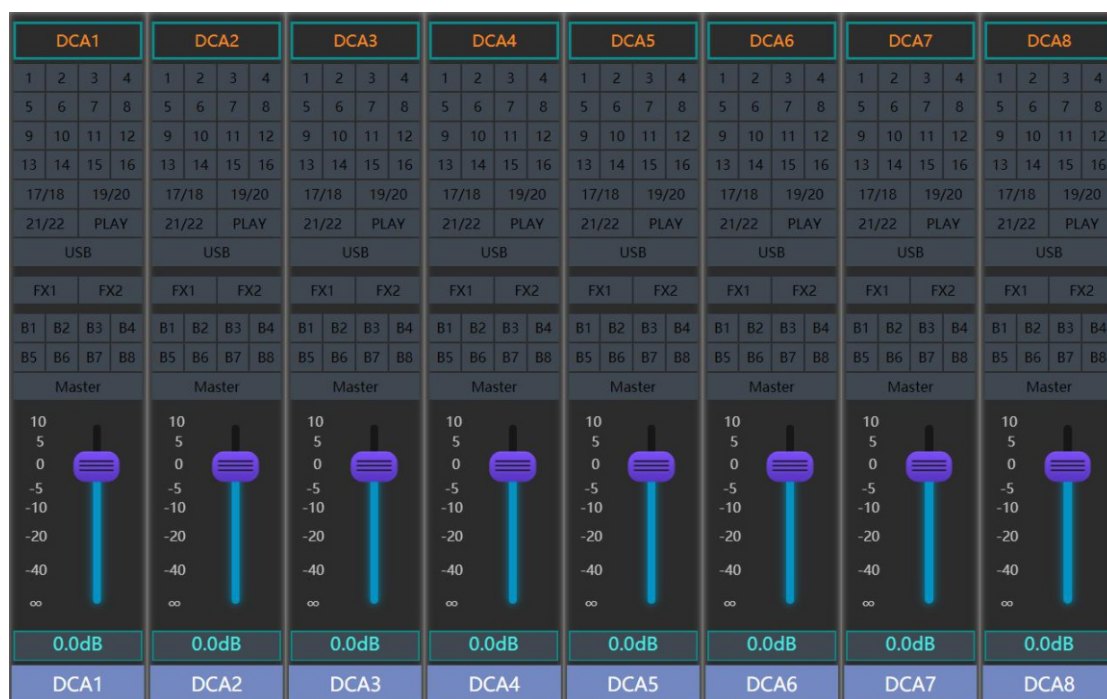 DCA1 DCA2 DCA3 DCA4 DCA5 DCA6 DCA7 DCA8
1 2 3 4 1 2 3 4 1 2 3 4 1 2 3 4 1 2 3 4 1 2 3 4 1 2 3 4 1 2 3 4
5 6 7 8 5 6 7 8 5 6 7 8 5 6 7 8 5 6 7 8 5 6 7 8 5 6 7 8 5 6 7 8
9 10 11 12 9 10 11 12 9 10 11 12 9 10 11 12 9 10 11 12 9 10 11 12 9 10 11 12 9 10 11 12
13 14 15 16 13 14 15 16 13 14 15 16 13 14 15 16 13 14 15 16 13 14 15 16 13 14 15 16 13 14 15 16
17/18 19/20 17/18 19/20 17/18 19/20 17/18 19/20 17/18 19/20 17/18 19/20 17/18 19/20 17/18 19/20
21/22 PLAY 21/22 PLAY 21/22 PLAY 21/22 PLAY 21/22 PLAY 21/22 PLAY 21/22 PLAY 21/22 PLAY
USB USB USB USB USB USB USB USB
FX1 FX2 FX1 FX2 FX1 FX2 FX1 FX2 FX1 FX2 FX1 FX2 FX1 FX2 FX1 FX2
B1 B2 B3 B4 B1 B2 B3 B4 B1 B2 B3 B4 B1 B2 B3 B4 B1 B2 B3 B4 B1 B2 B3 B4 B1 B2 B3 B4 B1 B2 B3 B4
B5 B6 B7 B8 B5 B6 B7 B8 B5 B6 B7 B8 B5 B6 B7 B8 B5 B6 B7 B8 B5 B6 B7 B8 B5 B6 B7 B8 B5 B6 B7 B8
Master Master Master Master Master Master Master Master
10 10 10 10 10 10 10 10
5 5 5 5 5 5 5 5
0 0 0 0 0 0 0 0
-5 -5 -5 -5 -5 -5 -5 -5
-10 -10 -10 -10 -10 -10 -10 -10
-20 -20 -20 -20 -20 -20 -20 -20
-40 -40 -40 -40 -40 -40 -40 -40
∞ ∞ ∞ ∞ ∞ ∞ ∞ ∞
0.0dB 0.0dB 0.0dB 0.0dB 0.0dB 0.0dB 0.0dB 0.0dB
DCA1 DCA2 DCA3 DCA4 DCA5 DCA6 DCA7 DCA8